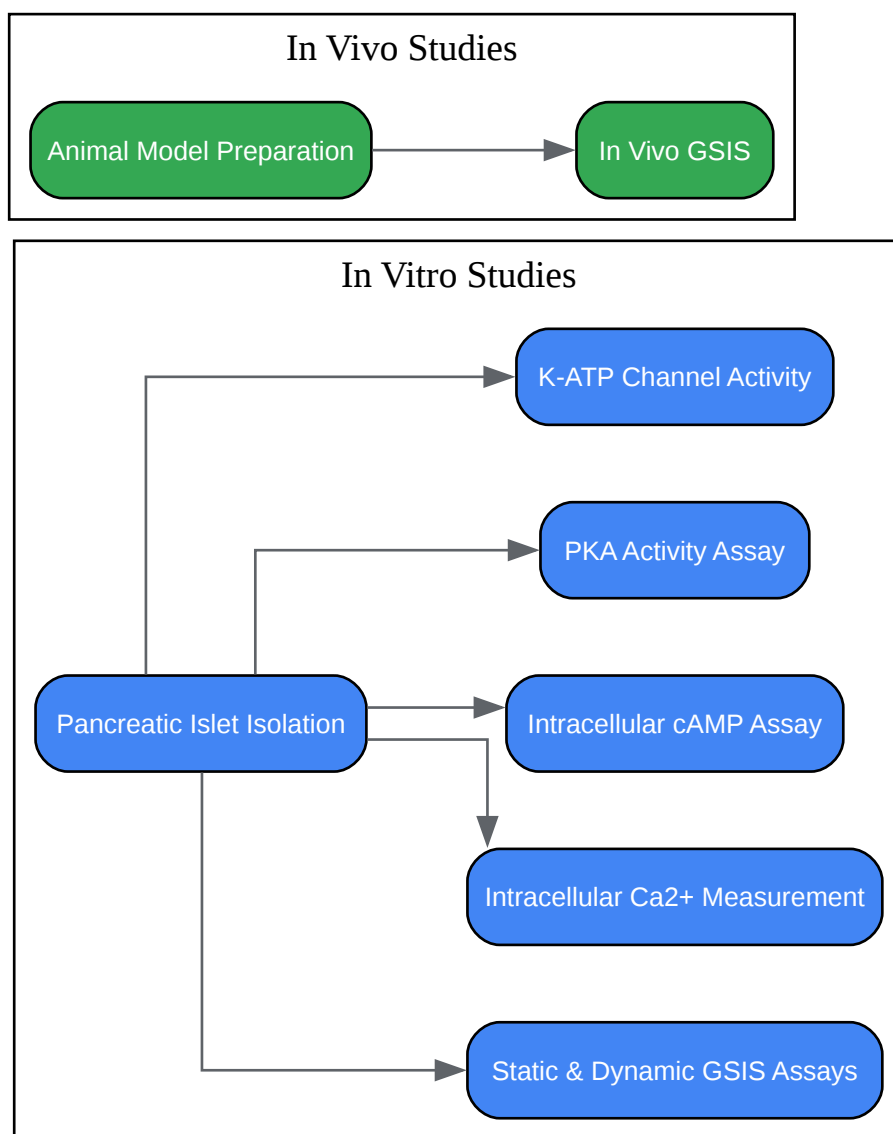 In Vivo Studies
Animal Model Preparation
In Vivo GSIS
In Vitro Studies
K-ATP Channel Activity
PKA Activity Assay
Pancreatic Islet Isolation
Intracellular cAMP Assay
Intracellular Ca2+ Measurement
Static & Dynamic GSIS Assays